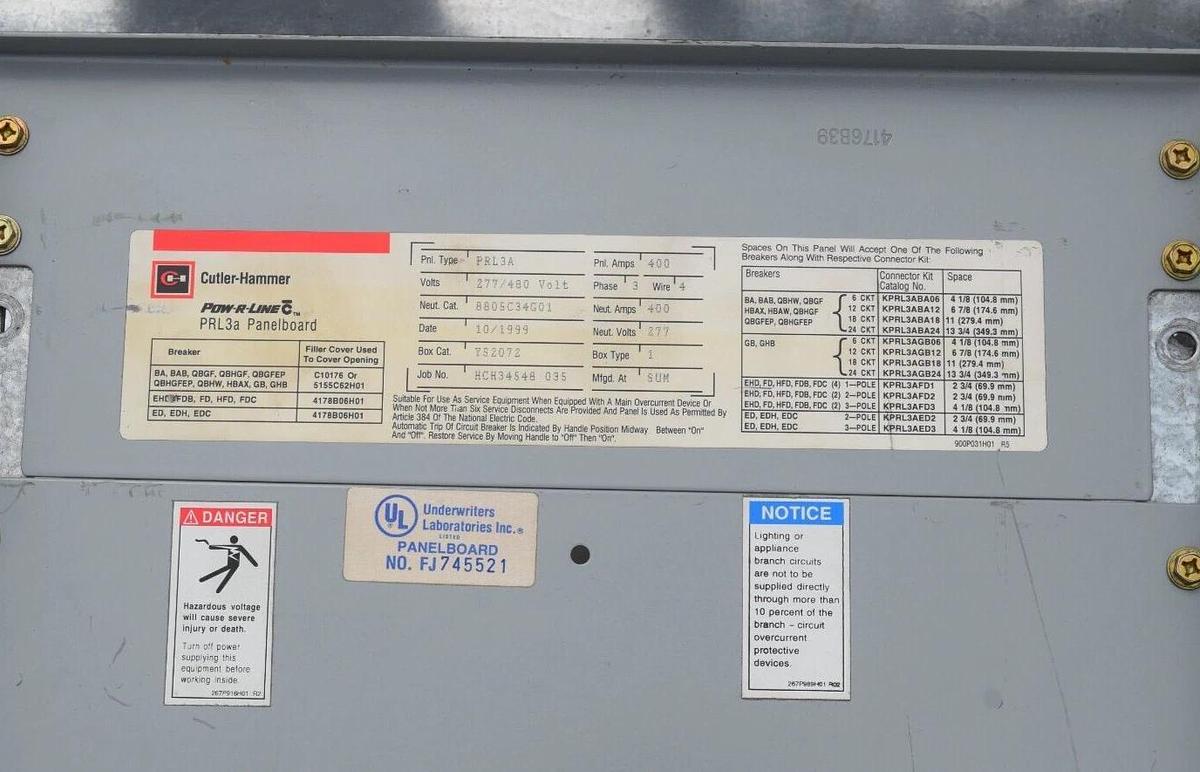 4176B39
Cutler-Hammer
POW-R-LINE C™
PRL3a Panelboard
Breaker
Filler Cover Used
To Cover Opening
BA, BAB, QBGF, QBHGF, QBGFEP
QBHGFEP, QBHW, HBAX, GB, GHB
C10176 Or
5155C62H01
EHD, FDB, FD, HFD, FDC
4178B06H01
ED, EDH, EDC
4178B06H01
Pnl. Type PRL3A
Pnl. Amps 400
Volts 277/480 Volt
Phase 3 Wire 4
Neut. Cat. 8805C34G01
Neut. Amps 400
Date 10/1999
Neut. Volts 277
Box Cat. YS2072
Box Type 1
Job No. HCH34548 035
Mfgd. At SUM
Suitable For Use As Service Equipment When Equipped With A Main Overcurrent Device Or
When Not More Than Six Service Disconnects Are Provided And Panel Is Used As Permitted By
Article 384 Of The National Electric Code.
Automatic Trip Of Circuit Breaker Is Indicated By Handle Position Midway Between "On"
And "Off". Restore Service By Moving Handle to "Off" Then "On".
Spaces On This Panel Will Accept One Of The Following
Breakers Along With Respective Connector Kit:
Breakers
Connector Kit
Catalog No.
Space
BA, BAB, QBHW, QBGF
HBAX, HBAW, QBHGF
QBGFEP, QBHGFEP
6 CKT KPRL3ABA06 4 1/8 (104.8 mm)
12 CKT KPRL3ABA12 6 7/8 (174.6 mm)
18 CKT KPRL3ABA18 11 (279.4 mm)
24 CKT KPRL3ABA24 13 3/4 (349.3 mm)
GB, GHB
6 CKT KPRL3AGB06 4 1/8 (104.8 mm)
12 CKT KPRL3AGB12 6 7/8 (174.6 mm)
18 CKT KPRL3AGB18 11 (279.4 mm)
24 CKT KPRL3AGB24 13 3/4 (349.3 mm)
EHD, FD, HFD, FDB, FDC (4) 1–POLE KPRL3AFD1 2 3/4 (69.9 mm)
EHD, FD, HFD, FDB, FDC (2) 2–POLE KPRL3AFD2 2 3/4 (69.9 mm)
EHD, FD, HFD, FDB, FDC (2) 3–POLE KPRL3AFD3 4 1/8 (104.8 mm)
ED, EDH, EDC 2–POLE KPRL3AED2 2 3/4 (69.9 mm)
ED, EDH, EDC 3–POLE KPRL3AED3 4 1/8 (104.8 mm)
900P031H01 R5
DANGER
Hazardous voltage
will cause severe
injury or death.
Turn off power
supplying this
equipment before
working inside.
267P916H01 R2
UL®
Underwriters
Laboratories Inc.®
LISTED
PANELBOARD
NO. FJ745521
NOTICE
Lighting or
appliance
branch circuits
are not to be
supplied directly
through more than
10 percent of the
branch – circuit
overcurrent
protective
devices.
267P989H01 R02